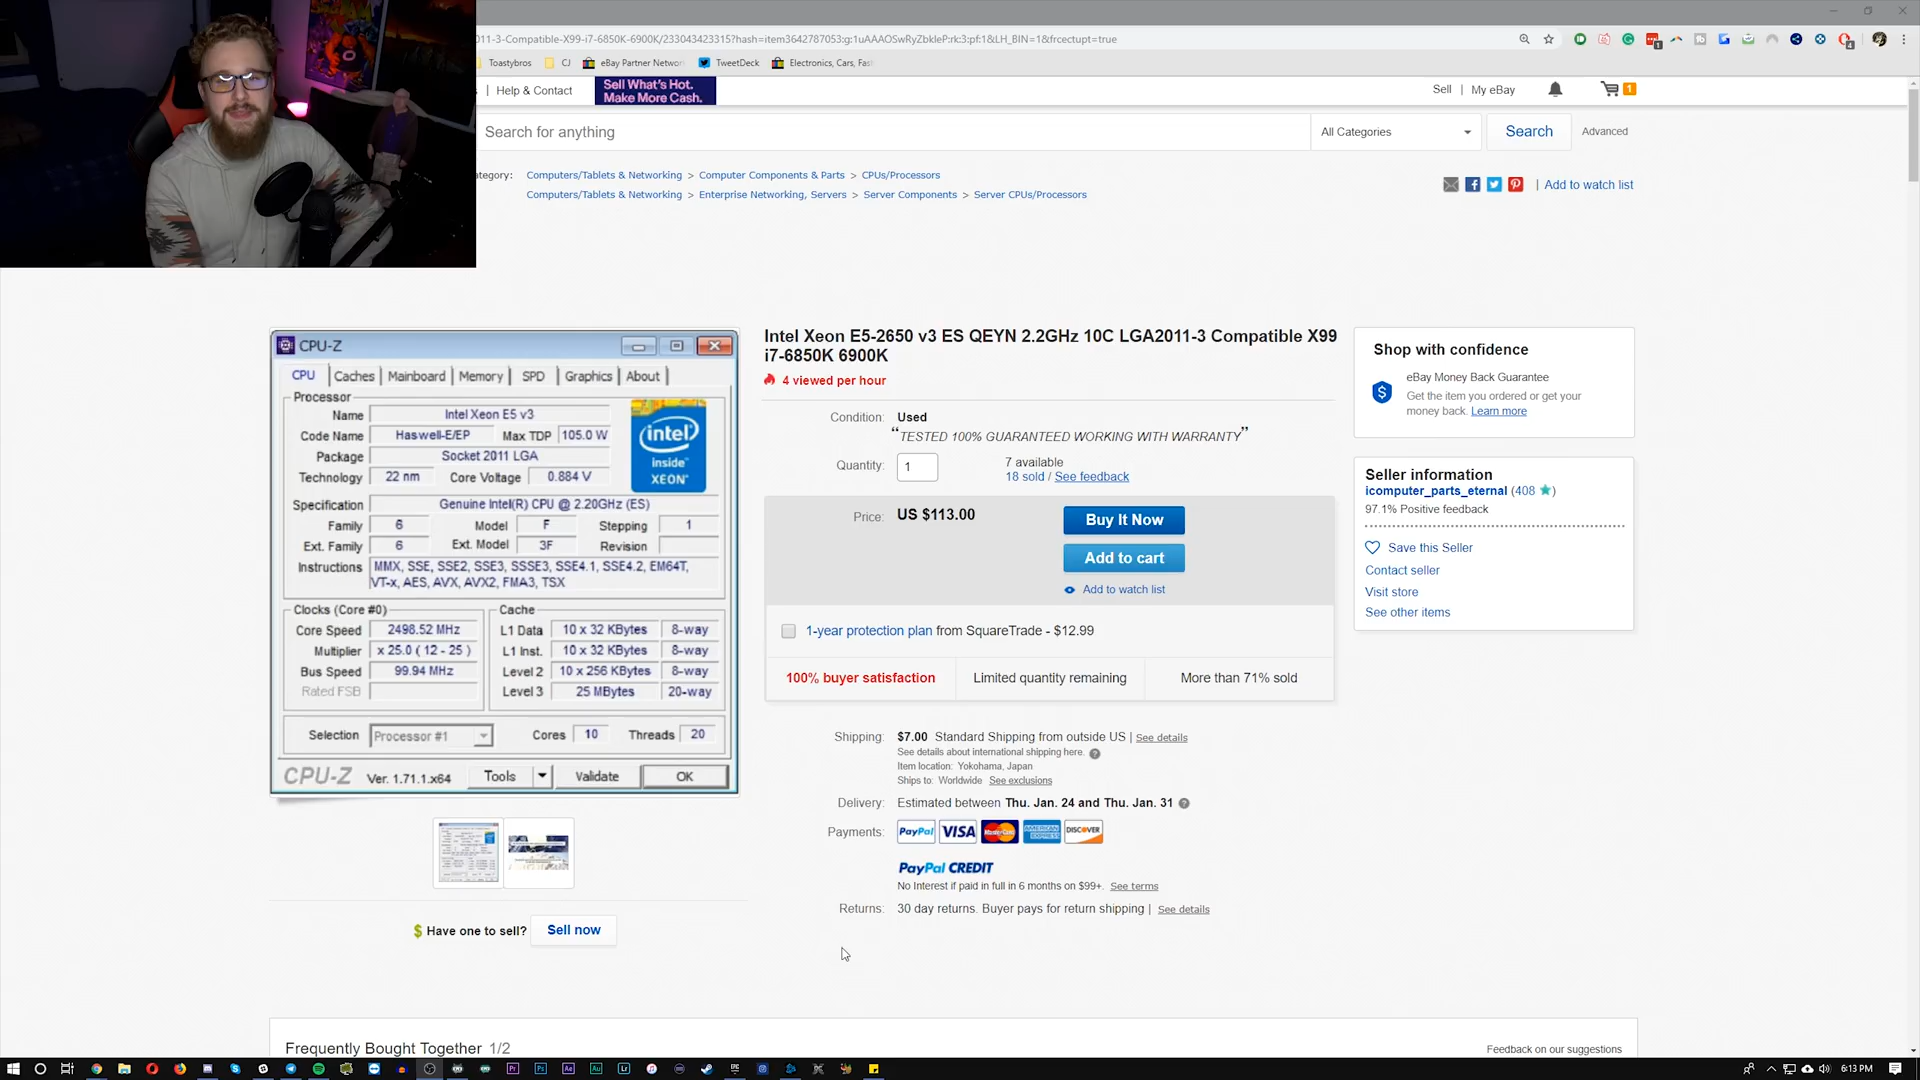 2011-3-Compatible-X99-i7-6850K-6900K/233043423315?hash=item3642787053:g:1uAAAOSwRyZbkleP:rk:3:pf:1&LH_BIN=1&frcectupt=true
Toastybros CJ eBay Partner Networ TweetDeck Electronics, Cars, Fas
Help & Contact
Sell What's Hot.
Make More Cash.
Sell | My eBay 1
Search for anything All Categories Search Advanced
ategory: Computers/Tablets & Networking > Computer Components & Parts > CPUs/Processors
Computers/Tablets & Networking > Enterprise Networking, Servers > Server Components > Server CPUs/Processors
| Add to watch list
CPU-Z
CPU Caches Mainboard Memory SPD Graphics About
Processor
Name Intel Xeon E5 v3
Code Name Haswell-E/EP Max TDP 105.0 W
Package Socket 2011 LGA
Technology 22 nm Core Voltage 0.884 V
intel
inside™
XEON®
Specification Genuine Intel(R) CPU @ 2.20GHz (ES)
Family 6 Model F Stepping 1
Ext. Family 6 Ext. Model 3F Revision
Instructions MMX, SSE, SSE2, SSE3, SSSE3, SSE4.1, SSE4.2, EM64T,
VT-x, AES, AVX, AVX2, FMA3, TSX
Clocks (Core #0) Cache
Core Speed 2498.52 MHz L1 Data 10 x 32 KBytes 8-way
Multiplier x 25.0 ( 12 - 25 ) L1 Inst. 10 x 32 KBytes 8-way
Bus Speed 99.94 MHz Level 2 10 x 256 KBytes 8-way
Rated FSB Level 3 25 MBytes 20-way
Selection Processor #1 Cores 10 Threads 20
CPU-Z Ver. 1.71.1.x64 Tools Validate OK
$ Have one to sell? Sell now
Intel Xeon E5-2650 v3 ES QEYN 2.2GHz 10C LGA2011-3 Compatible X99
i7-6850K 6900K
4 viewed per hour
Condition: Used
“TESTED 100% GUARANTEED WORKING WITH WARRANTY”
Quantity: 1 7 available
18 sold / See feedback
Price: US $113.00 Buy It Now
Add to cart
Add to watch list
1-year protection plan from SquareTrade - $12.99
100% buyer satisfaction Limited quantity remaining More than 71% sold
Shipping: $7.00 Standard Shipping from outside US | See details
See details about international shipping here. ?
Item location: Yokohama, Japan
Ships to: Worldwide See exclusions
Delivery: Estimated between Thu. Jan. 24 and Thu. Jan. 31 ?
Payments: PayPal VISA MasterCard AMERICAN EXPRESS DISCOVER
PayPal CREDIT
No Interest if paid in full in 6 months on $99+. See terms
Returns: 30 day returns. Buyer pays for return shipping | See details
Shop with confidence
eBay Money Back Guarantee
$ Get the item you ordered or get your
money back. Learn more
Seller information
icomputer_parts_eternal (408 ★)
97.1% Positive feedback
Save this Seller
Contact seller
Visit store
See other items
Frequently Bought Together 1/2
Feedback on our suggestions
6:13 PM